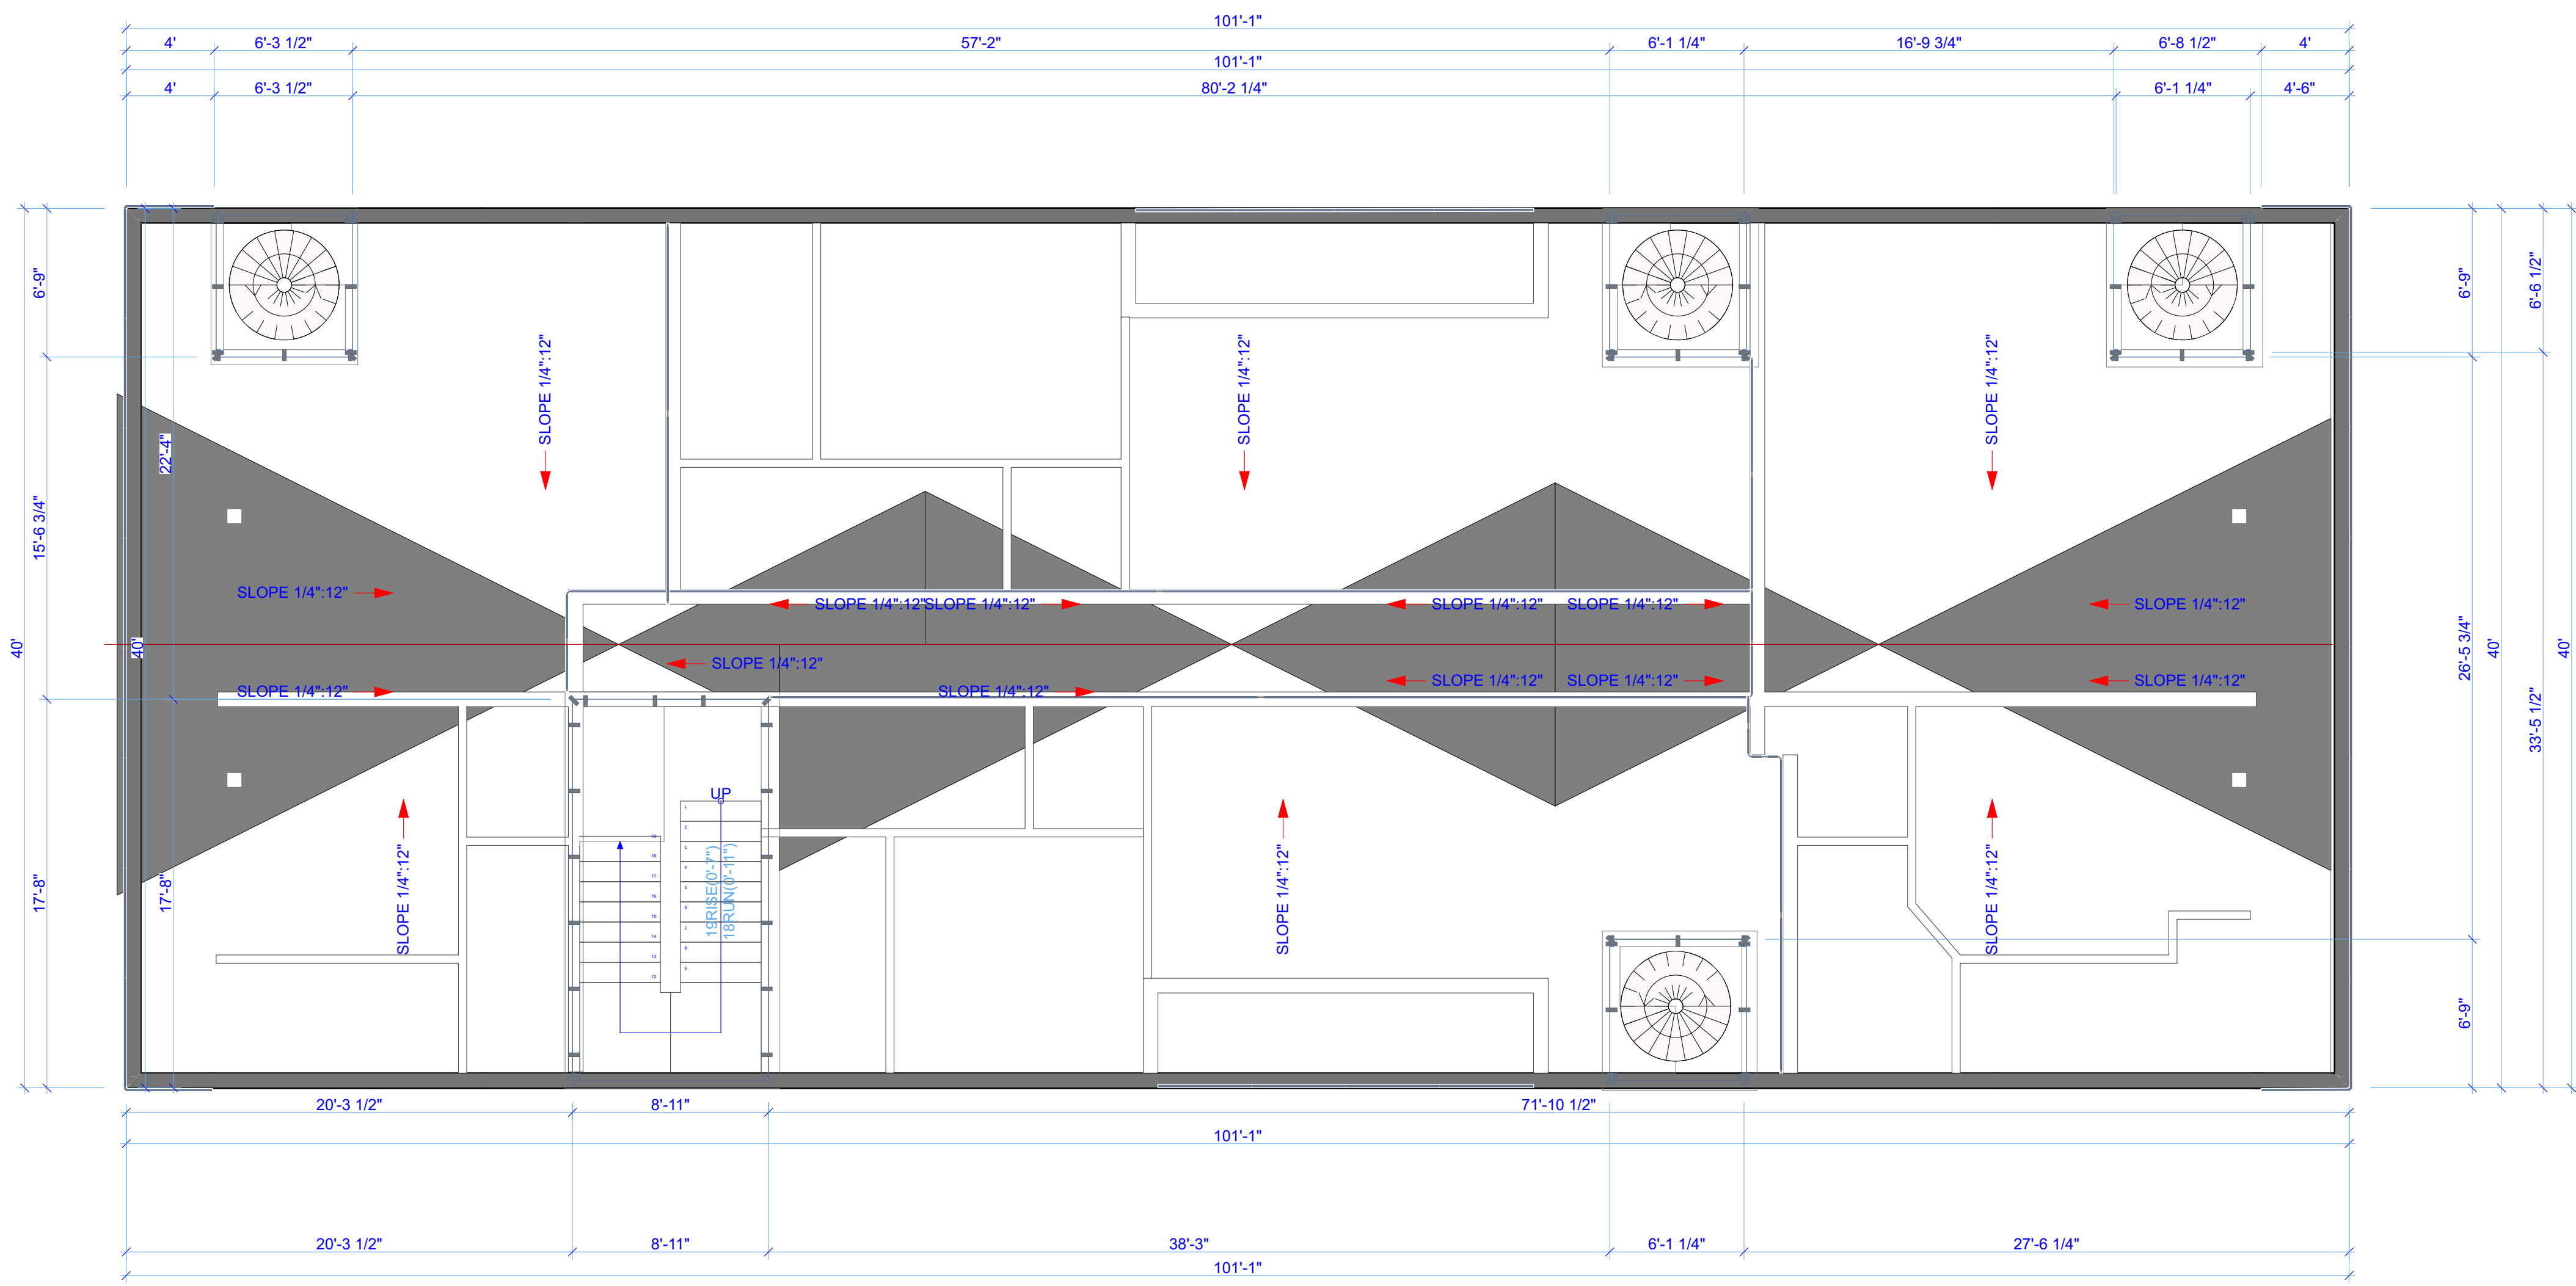 101'-1"
4' 6'-3 1/2" 57'-2" 6'-1 1/4" 16'-9 3/4" 6'-8 1/2" 4'
101'-1"
4' 6'-3 1/2" 80'-2 1/4" 6'-1 1/4" 4'-6"
6'-9"
15'-6 3/4"
17'-8"
40'
22'-4"
17'-8"
40'
6'-9"
26'-5 3/4"
6'-9"
40'
6'-6 1/2"
33'-5 1/2"
40'
SLOPE 1/4":12"
SLOPE 1/4":12"
SLOPE 1/4":12"
SLOPE 1/4":12"
SLOPE 1/4":12" SLOPE 1/4":12" SLOPE 1/4":12" SLOPE 1/4":12" SLOPE 1/4":12"
SLOPE 1/4":12"
SLOPE 1/4":12" SLOPE 1/4":12" SLOPE 1/4":12" SLOPE 1/4":12" SLOPE 1/4":12"
SLOPE 1/4":12"
SLOPE 1/4":12"
SLOPE 1/4":12"
UP
19RISE(0'-7")
18RUN(0'-11")
18
17
16
15
14
13
12
20'-3 1/2" 8'-11" 71'-10 1/2"
101'-1"
20'-3 1/2" 8'-11" 38'-3" 6'-1 1/4" 27'-6 1/4"
101'-1"